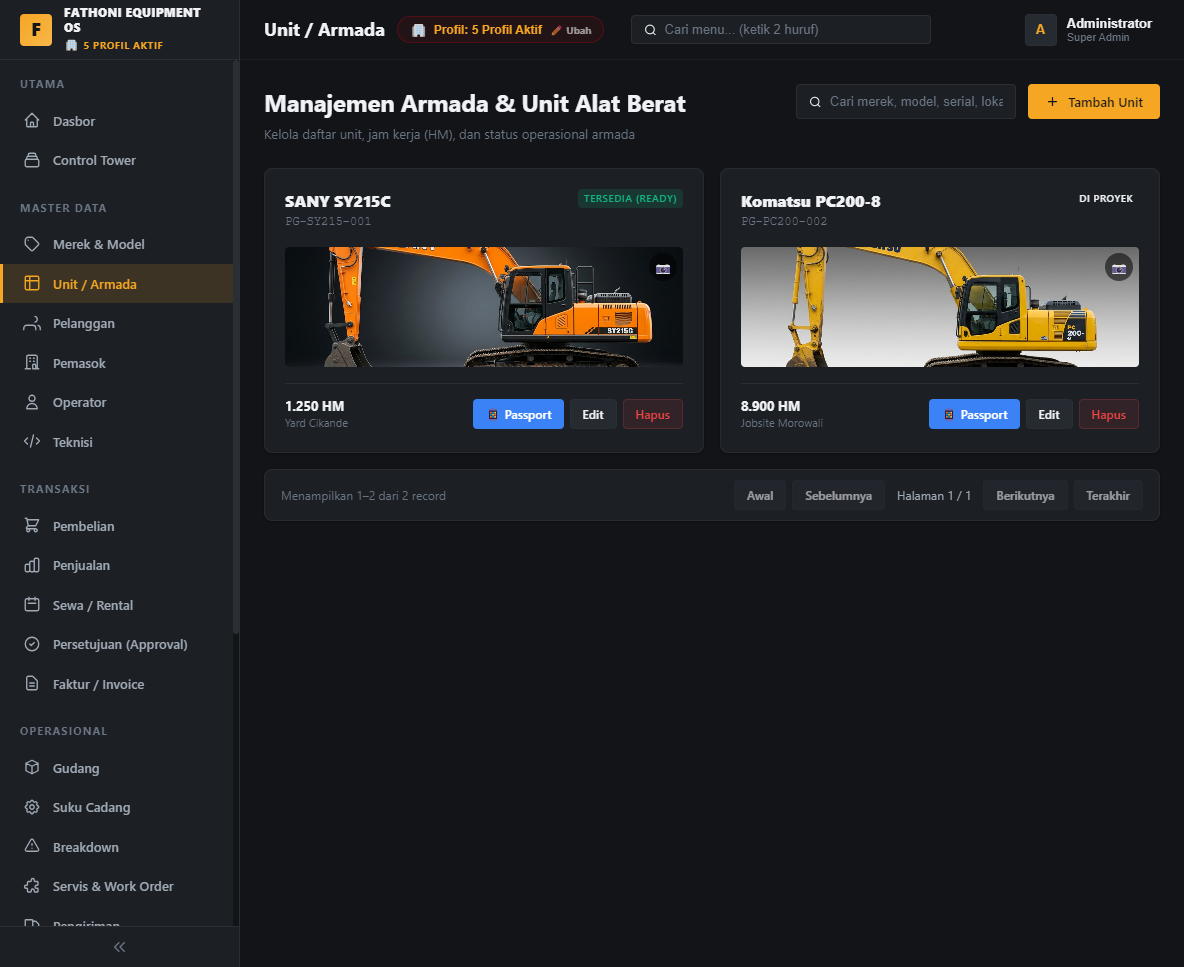 F
FATHONI EQUIPMENT
OS
5 PROFIL AKTIF
UTAMA
Dasbor
Control Tower
MASTER DATA
Merek & Model
Unit / Armada
Pelanggan
Pemasok
Operator
Teknisi
TRANSAKSI
Pembelian
Penjualan
Sewa / Rental
Persetujuan (Approval)
Faktur / Invoice
OPERASIONAL
Gudang
Suku Cadang
Breakdown
Servis & Work Order
Pengiriman
Unit / Armada
Profil: 5 Profil Aktif Ubah
Cari menu... (ketik 2 huruf)
A
Administrator
Super Admin
Manajemen Armada & Unit Alat Berat
Kelola daftar unit, jam kerja (HM), dan status operasional armada
Cari merek, model, serial, loka
+ Tambah Unit
SANY SY215C
TERSEDIA (READY)
PG-SY215-001
SY215C
1.250 HM
Yard Cikande
Passport
Edit
Hapus
Komatsu PC200-8
DI PROYEK
PG-PC200-002
PC
200-
8.900 HM
Jobsite Morowali
Passport
Edit
Hapus
Menampilkan 1–2 dari 2 record
Awal
Sebelumnya
Halaman 1 / 1
Berikutnya
Terakhir